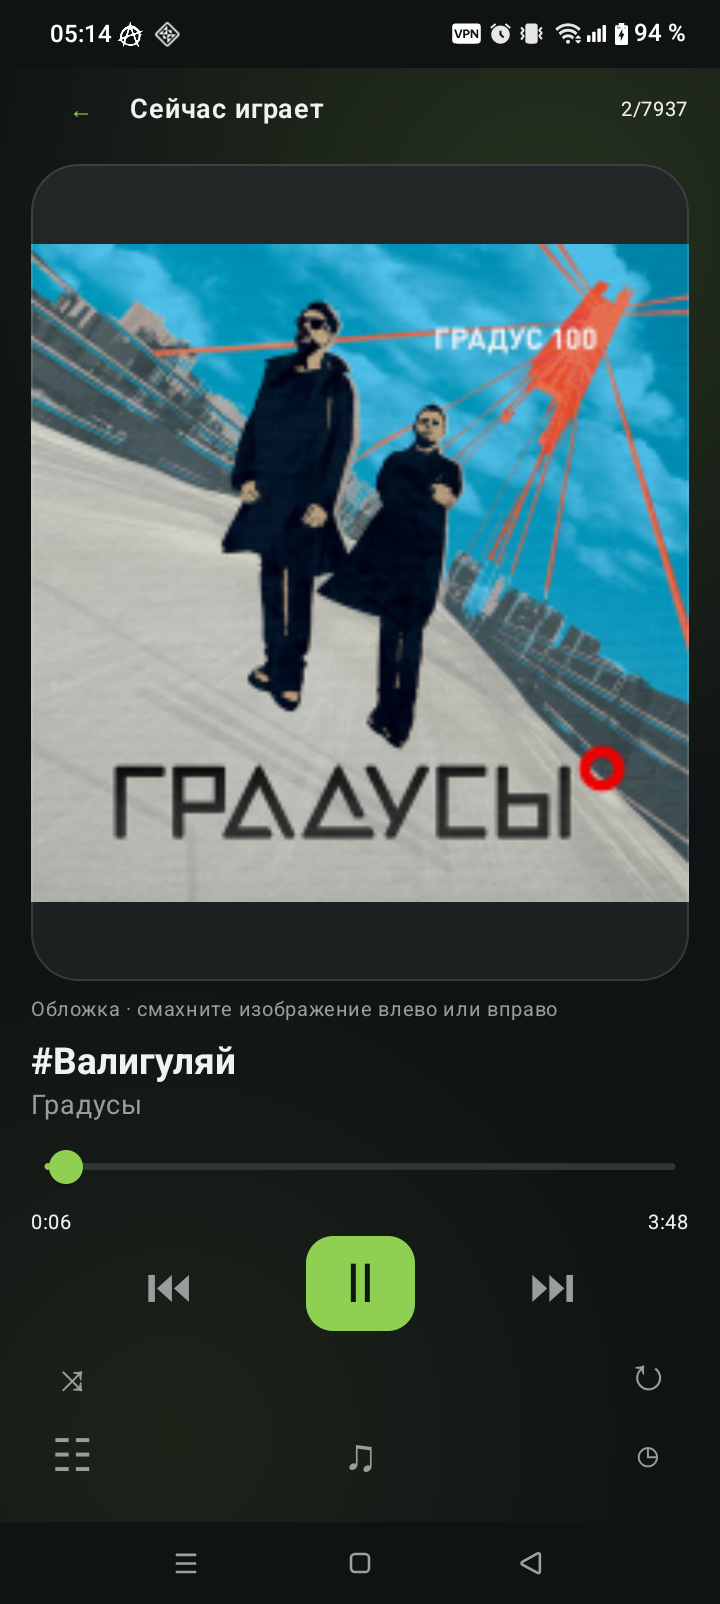 05:14 VPN 94 %
← Сейчас играет 2/7937
ГРАДУС 100
ГРАДУСЫ°
Обложка · смахните изображение влево или вправо
#Валигуляй
Градусы
0:06 3:48